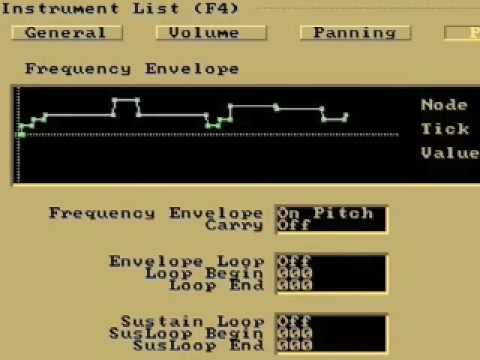 Instrument List (F4)
General Volume Panning P
Frequency Envelope
Node
Tick
Value
Frequency Envelope On Pitch
Carry Off
Envelope Loop Off
Loop Begin 000
Loop End 000
Sustain Loop Off
SusLoop Begin 000
SusLoop End 000